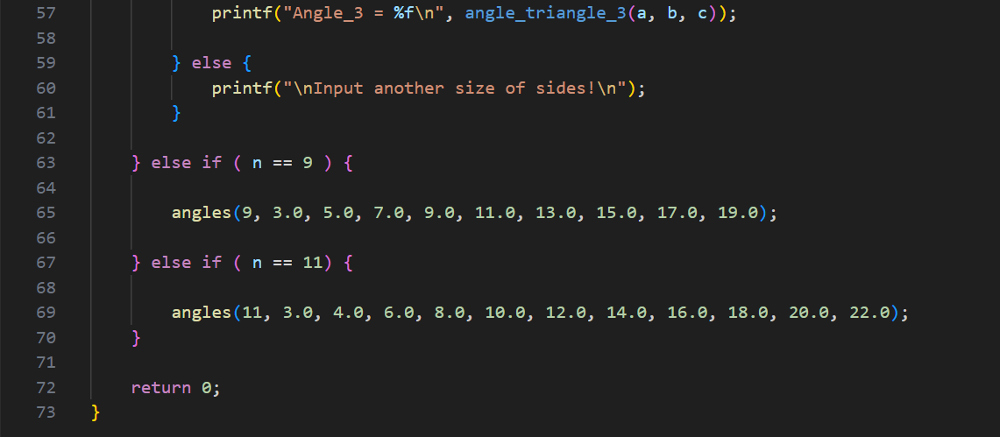 57 printf("Angle_3 = %f\n", angle_triangle_3(a, b, c));
58
59 } else {
60 printf("\nInput another size of sides!\n");
61 }
62
63 } else if ( n == 9 ) {
64
65 angles(9, 3.0, 5.0, 7.0, 9.0, 11.0, 13.0, 15.0, 17.0, 19.0);
66
67 } else if ( n == 11) {
68
69 angles(11, 3.0, 4.0, 6.0, 8.0, 10.0, 12.0, 14.0, 16.0, 18.0, 20.0, 22.0);
70 }
71
72 return 0;
73 }